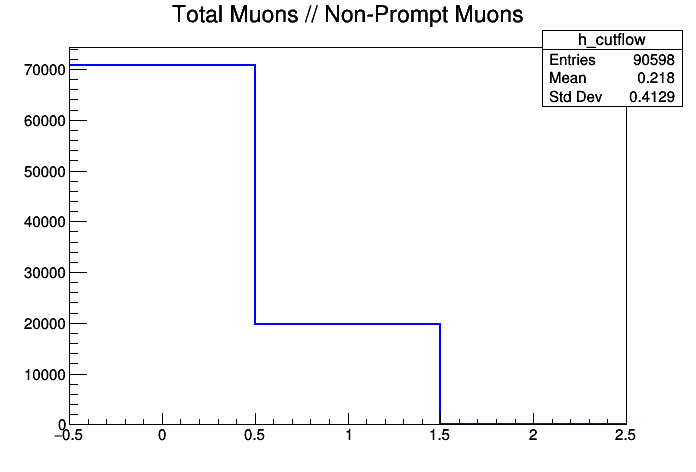 Total Muons // Non-Prompt Muons
h_cutflow
Entries 90598
Mean 0.218
Std Dev 0.4129
70000
60000
50000
40000
30000
20000
10000
0
−0.5 0 0.5 1 1.5 2 2.5